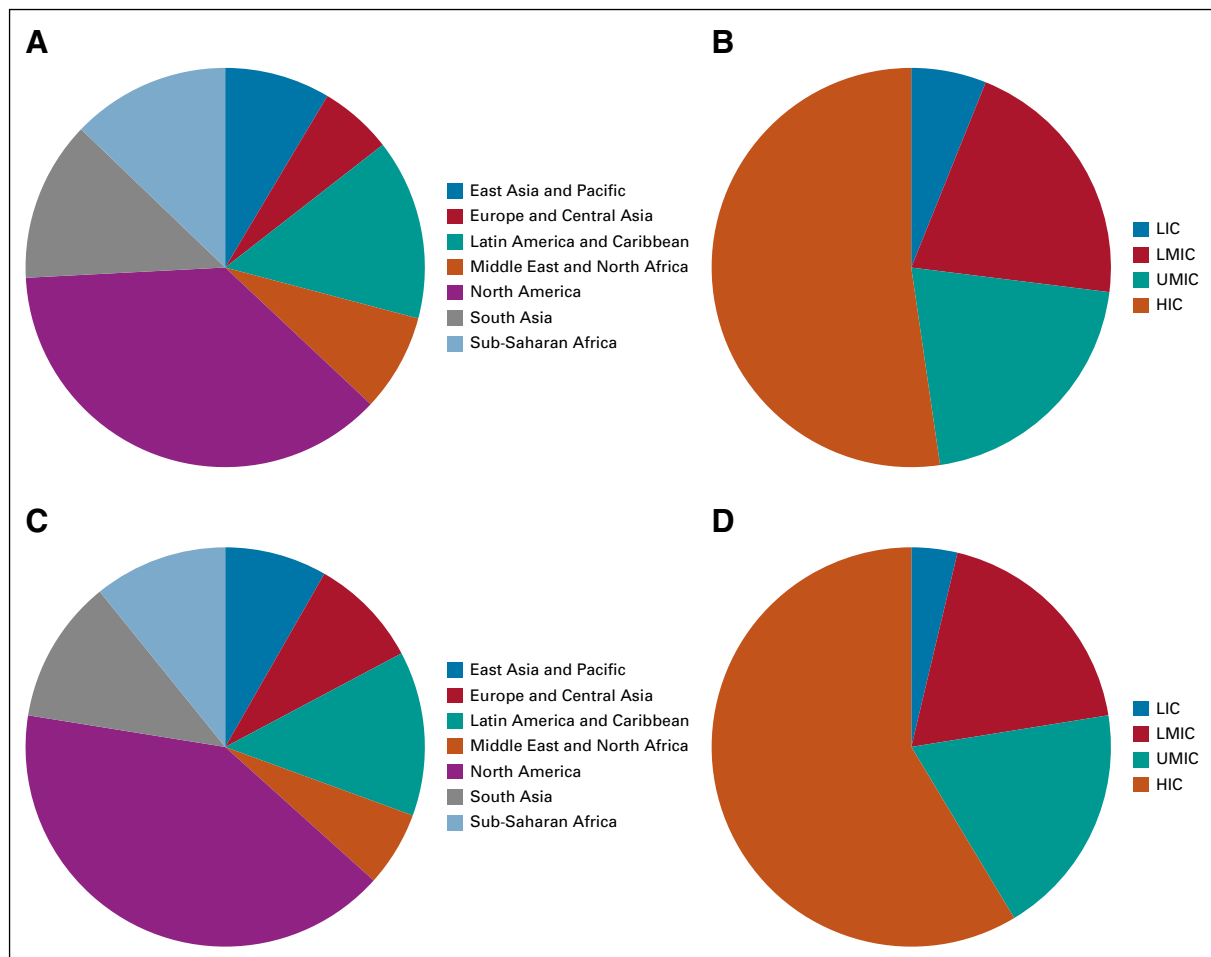 A
East Asia and Pacific
Europe and Central Asia
Latin America and Caribbean
Middle East and North Africa
North America
South Asia
Sub-Saharan Africa
B
LIC
LMIC
UMIC
HIC
C
East Asia and Pacific
Europe and Central Asia
Latin America and Caribbean
Middle East and North Africa
North America
South Asia
Sub-Saharan Africa
D
LIC
LMIC
UMIC
HIC